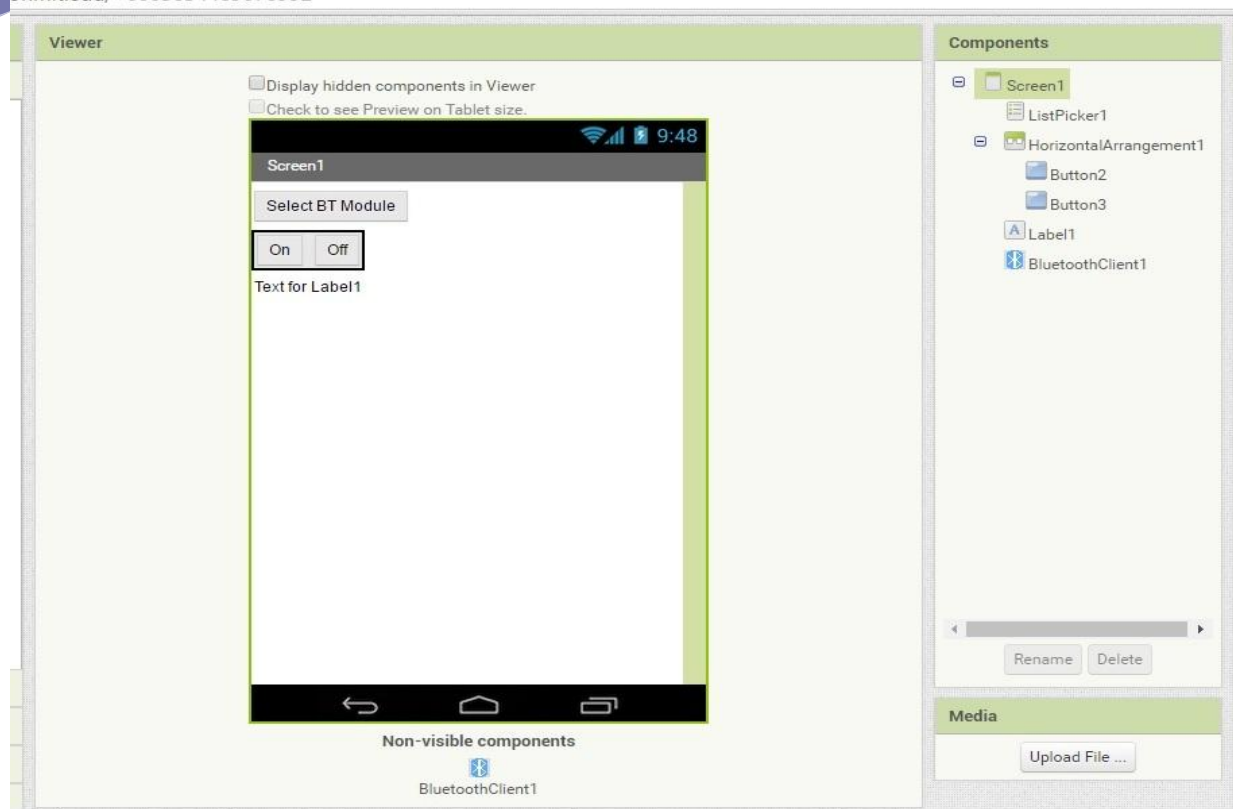 Viewer
Display hidden components in Viewer
Check to see Preview on Tablet size.
9:48
Screen1
Select BT Module
On Off
Text for Label1
Non-visible components
BluetoothClient1
Components
Screen1
ListPicker1
HorizontalArrangement1
Button2
Button3
A Label1
BluetoothClient1
Rename Delete
Media
Upload File ...